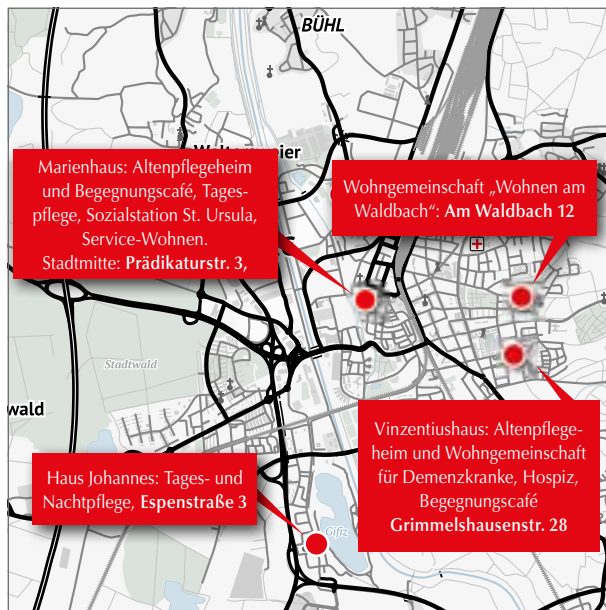 BÜHL
Marienhaus: Altenpflegeheim
und Begegnungscafé, Tages-
pflege, Sozialstation St. Ursula,
Service-Wohnen.
Stadtmitte: Prädikaturstr. 3,
Wohngemeinschaft „Wohnen am
Waldbach“: Am Waldbach 12
Stadtwald
wald
Vinzentiushaus: Altenpflege-
heim und Wohngemeinschaft
für Demenzkranke, Hospiz,
Begegnungscafé
Grimmelshausenstr. 28
Haus Johannes: Tages- und
Nachtpflege, Espenstraße 3
Gifiz